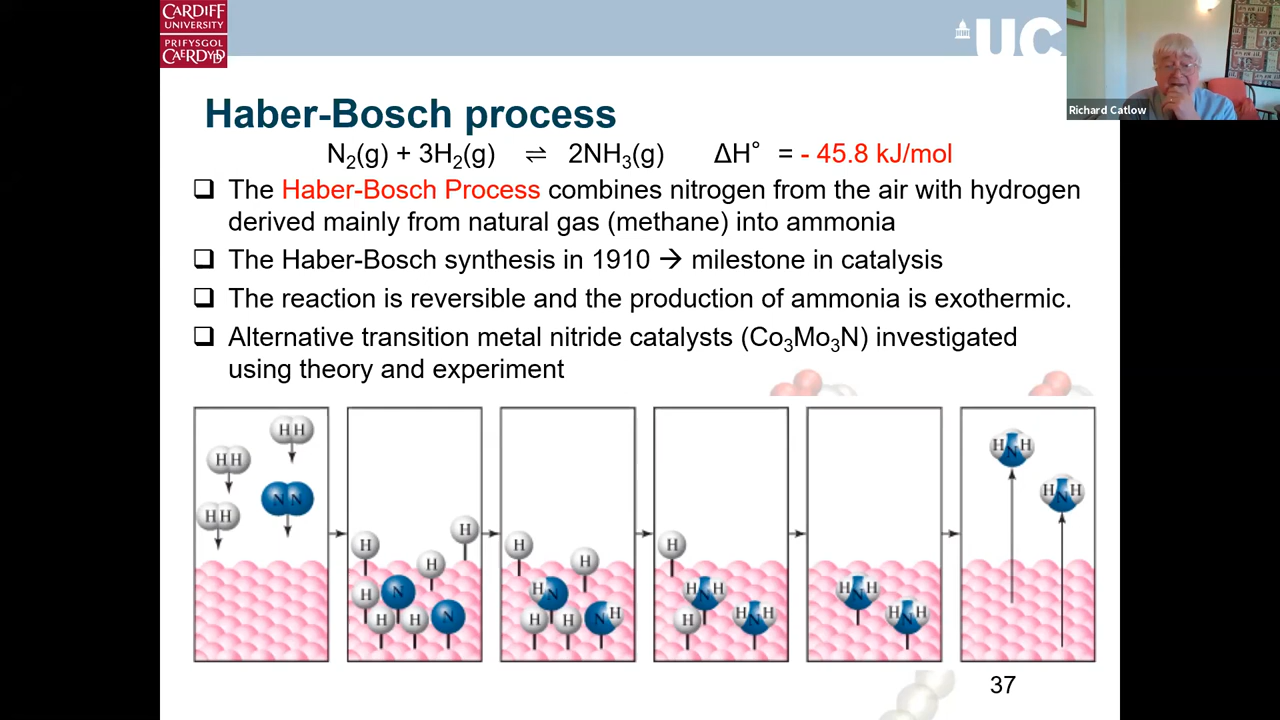 CARDIFF
UNIVERSITY
PRIFYSGOL
CAERDYDD
UC
Richard Catlow
Haber-Bosch process
N₂(g) + 3H₂(g) ⇌ 2NH₃(g) ΔH° = - 45.8 kJ/mol
❑ The Haber-Bosch Process combines nitrogen from the air with hydrogen
derived mainly from natural gas (methane) into ammonia
❑ The Haber-Bosch synthesis in 1910 → milestone in catalysis
❑ The reaction is reversible and the production of ammonia is exothermic.
❑ Alternative transition metal nitride catalysts (Co₃Mo₃N) investigated
using theory and experiment
H H
H H
N N
H H
H
H
H
H
N
H
H
N
H
H
H N
H
H
N H
H
H N H
H
H N H
H N H
H N H
H N H
H N H
37